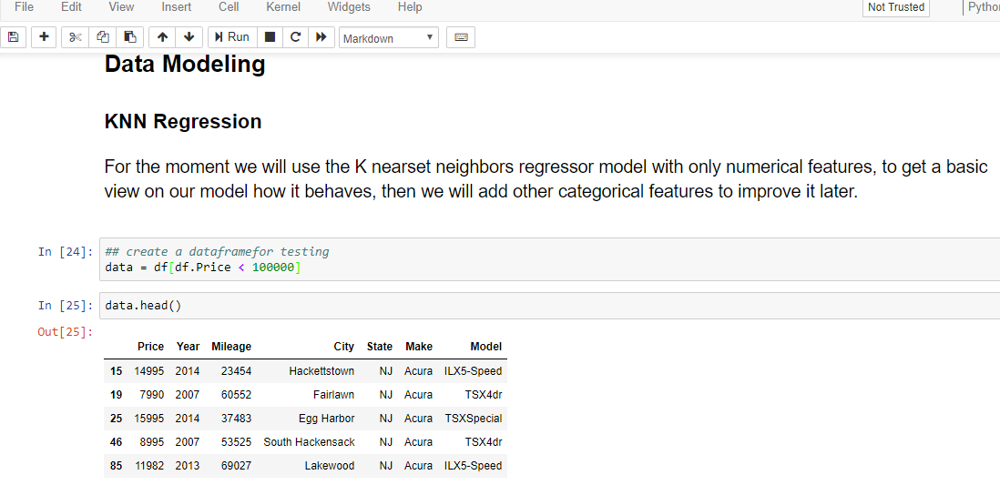 File Edit View Insert Cell Kernel Widgets Help Not Trusted
Run Markdown
Data Modeling
KNN Regression
For the moment we will use the K nearset neighbors regressor model with only numerical features, to get a basic
view on our model how it behaves, then we will add other categorical features to improve it later.
In [24]: ## create a dataframefor testing
data = df[df.Price < 100000]
In [25]: data.head()
Out[25]:
Price Year Mileage City State Make Model
15 14995 2014 23454 Hackettstown NJ Acura ILX5-Speed
19 7990 2007 60552 Fairlawn NJ Acura TSX4dr
25 15995 2014 37483 Egg Harbor NJ Acura TSXSpecial
46 8995 2007 53525 South Hackensack NJ Acura TSX4dr
85 11982 2013 69027 Lakewood NJ Acura ILX5-Speed